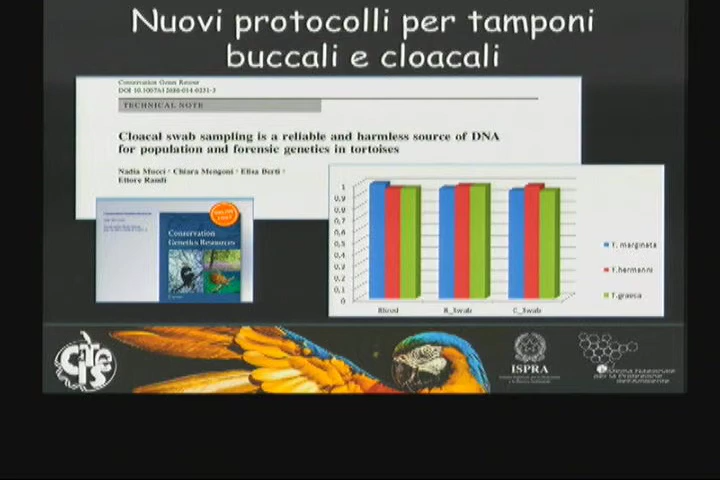 Nuovi protocolli per tamponi
buccali e cloacali
Conservation Genet Resour
TECHNICAL NOTE
Cloacal swab sampling is a reliable and harmless source of DNA
for population and forensic genetics in tortoises
Nadia Mucci · Chiara Mengoni · Elisa Berti ·
Ettore Randi
Conservation
Genetics Resources
1
0,9
0,8
0,7
0,6
0,5
0,4
0,3
0,2
0,1
0
Blood
B_Swab
C_Swab
T. marginata
T.hermanni
T.graeca
CITES
ISPRA